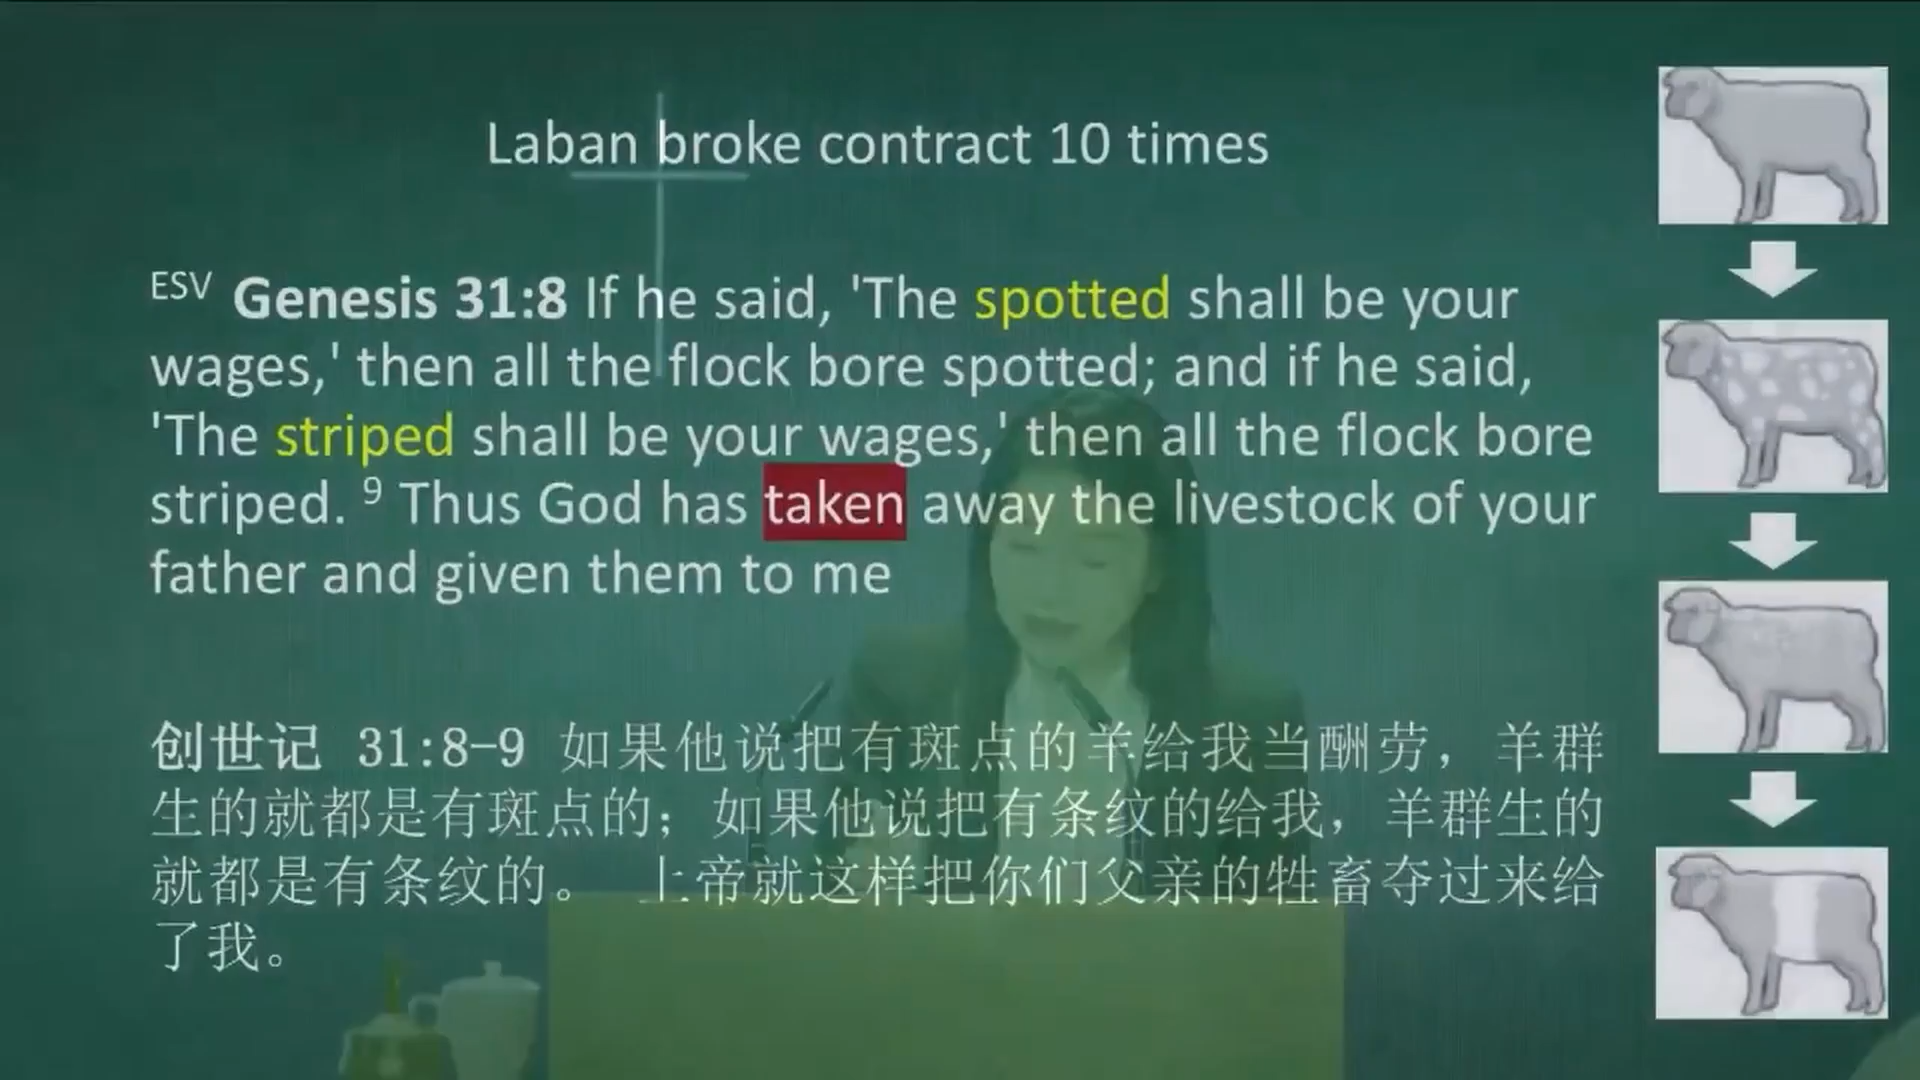 Laban broke contract 10 times
ESV Genesis 31:8 If he said, 'The spotted shall be your
wages,' then all the flock bore spotted; and if he said,
'The striped shall be your wages,' then all the flock bore
striped. 9 Thus God has taken away the livestock of your
father and given them to me
创世记 31:8-9 如果他说把有斑点的羊给我当酬劳，羊群
生的就都是有斑点的；如果他说把有条纹的给我，羊群生的
就都是有条纹的。 上帝就这样把你们父亲的牲畜夺过来给
了我。